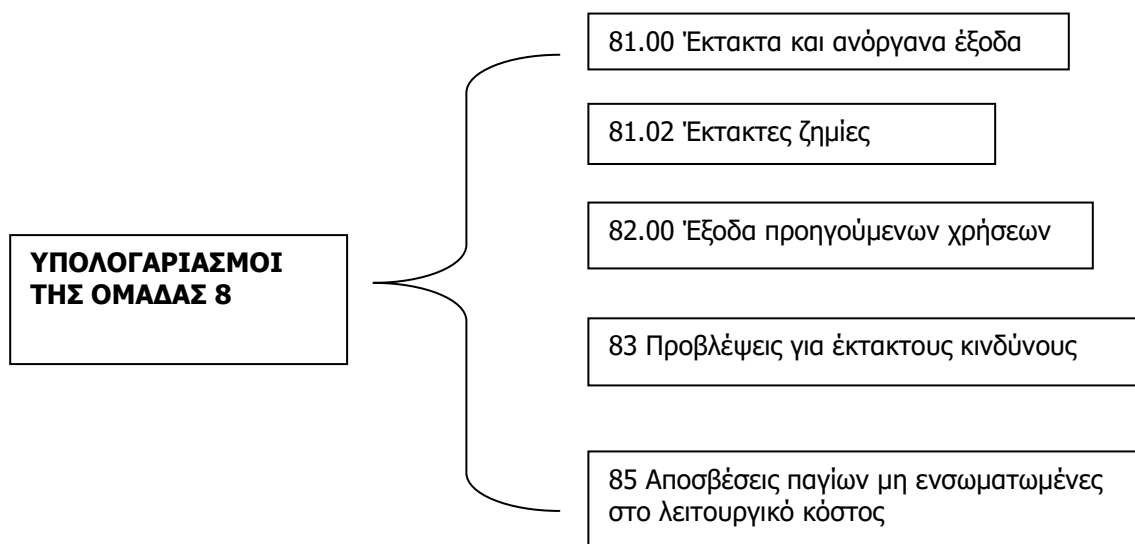 81.00 Έκτακτα και ανόργανα έξοδα
81.02 Έκτακτες ζημίες
82.00 Έξοδα προηγούμενων χρήσεων
ΥΠΟΛΟΓΑΡΙΑΣΜΟΙ
ΤΗΣ ΟΜΑΔΑΣ 8
83 Προβλέψεις για έκτακτους κινδύνους
85 Αποσβέσεις παγίων μη ενσωματωμένες
στο λειτουργικό κόστος